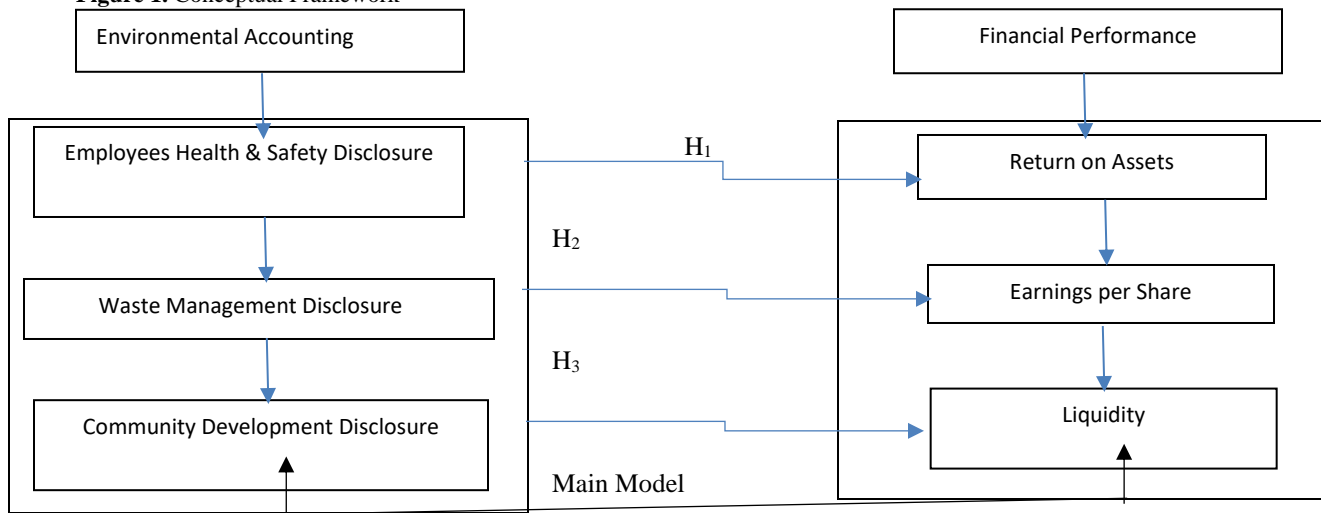 Figure 1. Conceptual Framework
Environmental Accounting
Financial Performance
Employees Health & Safety Disclosure
H₁
Return on Assets
H₂
Waste Management Disclosure
Earnings per Share
H₃
Community Development Disclosure
Liquidity
Main Model